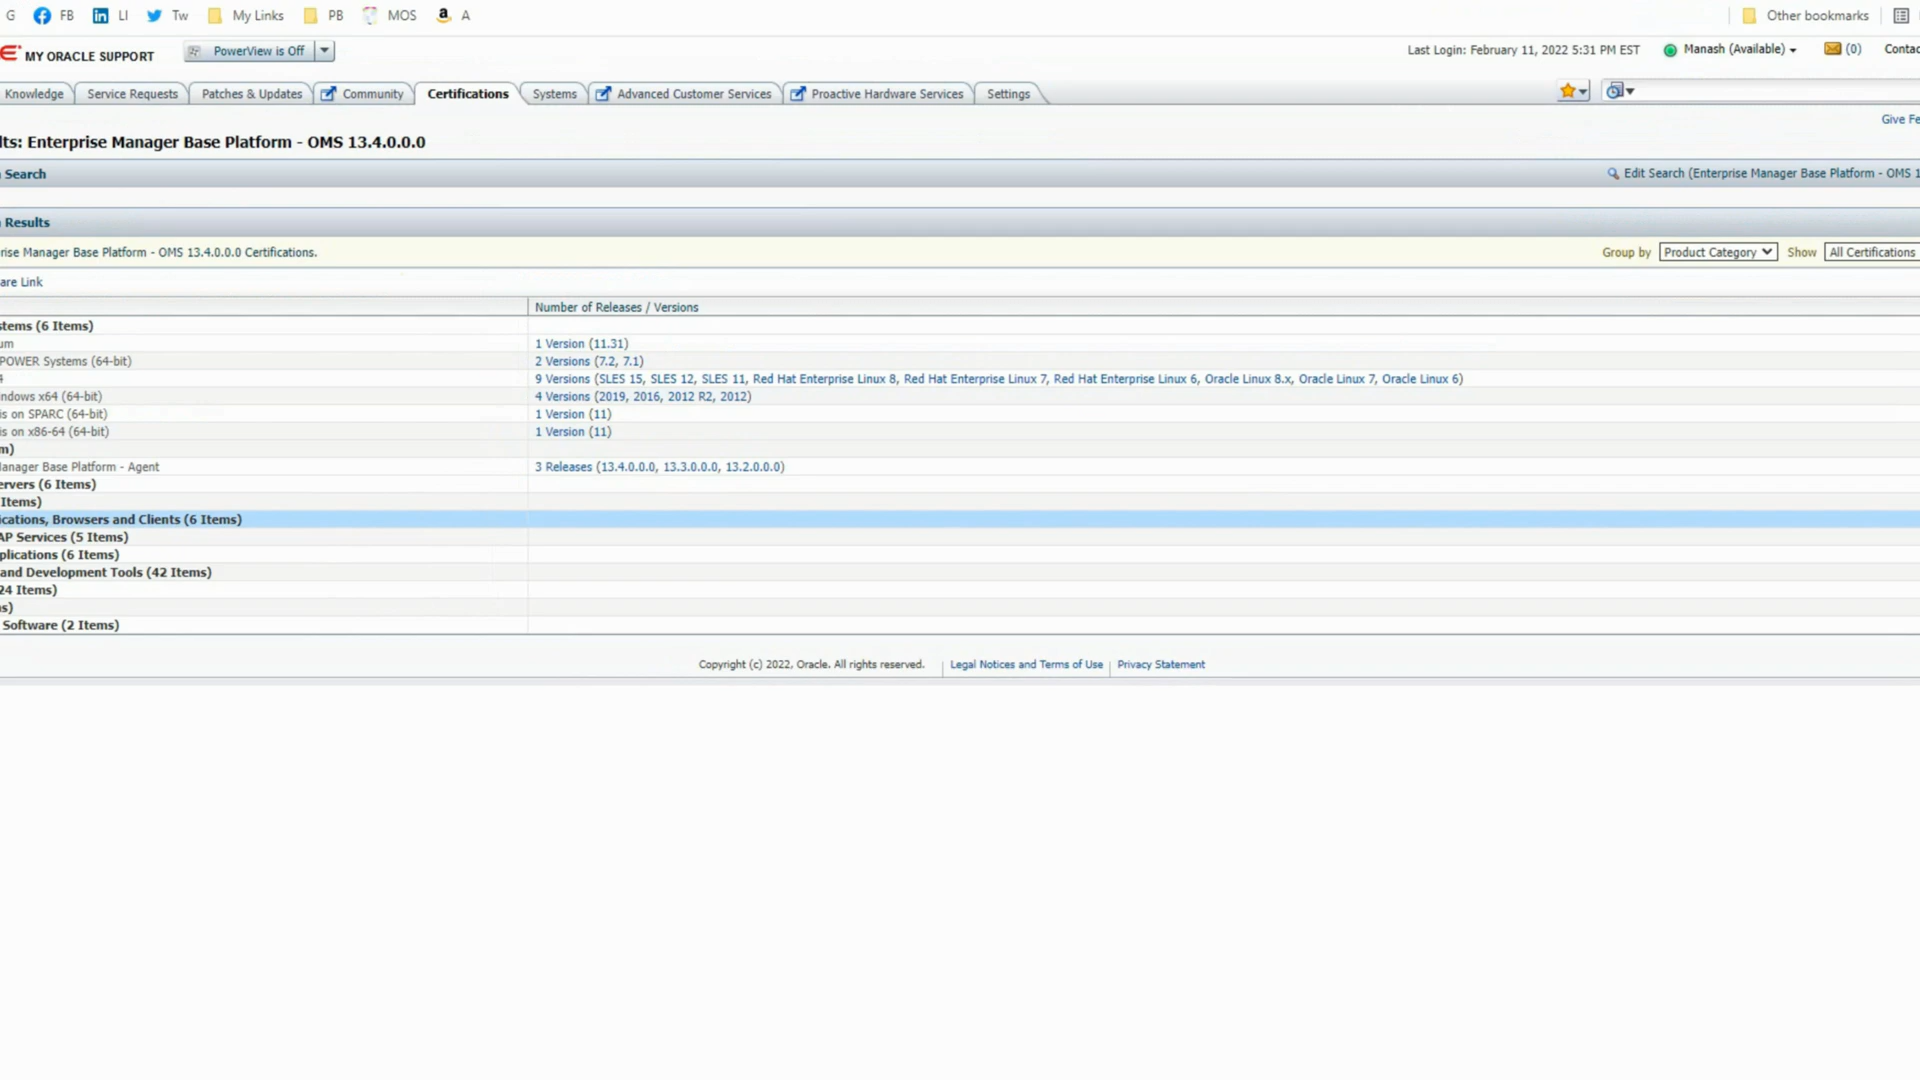 G FB LI Tw My Links PB MOS A Other bookmarks
MY ORACLE SUPPORT PowerView is Off Last Login: February 11, 2022 5:31 PM EST Manash (Available) (0) Contac
Knowledge Service Requests Patches & Updates Community Certifications Systems Advanced Customer Services Proactive Hardware Services Settings
Give Fe
lts: Enterprise Manager Base Platform - OMS 13.4.0.0.0
Search Edit Search (Enterprise Manager Base Platform - OMS 1
Results
rise Manager Base Platform - OMS 13.4.0.0.0 Certifications. Group by Product Category Show All Certifications
are Link
Number of Releases / Versions
stems (6 Items)
um 1 Version (11.31)
POWER Systems (64-bit) 2 Versions (7.2, 7.1)
4 9 Versions (SLES 15, SLES 12, SLES 11, Red Hat Enterprise Linux 8, Red Hat Enterprise Linux 7, Red Hat Enterprise Linux 6, Oracle Linux 8.x, Oracle Linux 7, Oracle Linux 6)
ndows x64 (64-bit) 4 Versions (2019, 2016, 2012 R2, 2012)
is on SPARC (64-bit) 1 Version (11)
is on x86-64 (64-bit) 1 Version (11)
m)
Manager Base Platform - Agent 3 Releases (13.4.0.0.0, 13.3.0.0.0, 13.2.0.0.0)
ervers (6 Items)
Items)
ications, Browsers and Clients (6 Items)
AP Services (5 Items)
plications (6 Items)
and Development Tools (42 Items)
24 Items)
s)
Software (2 Items)
Copyright (c) 2022, Oracle. All rights reserved. Legal Notices and Terms of Use Privacy Statement